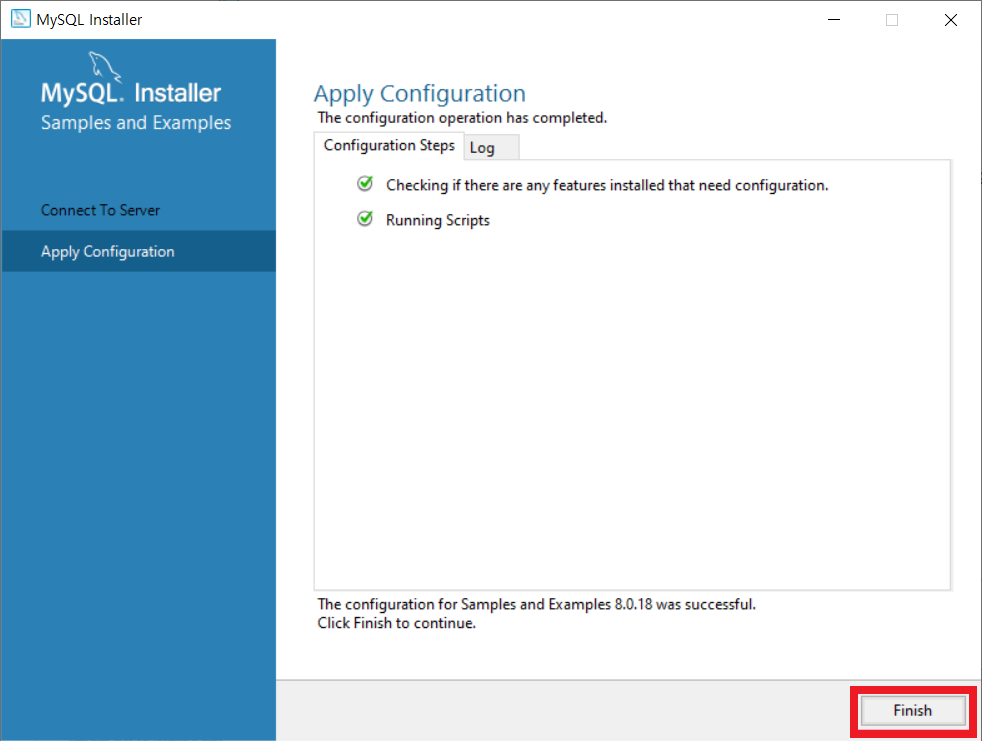 MySQL Installer
MySQL. Installer
Samples and Examples
Connect To Server
Apply Configuration
Apply Configuration
The configuration operation has completed.
Configuration Steps
Log
Checking if there are any features installed that need configuration.
Running Scripts
The configuration for Samples and Examples 8.0.18 was successful.
Click Finish to continue.
Finish